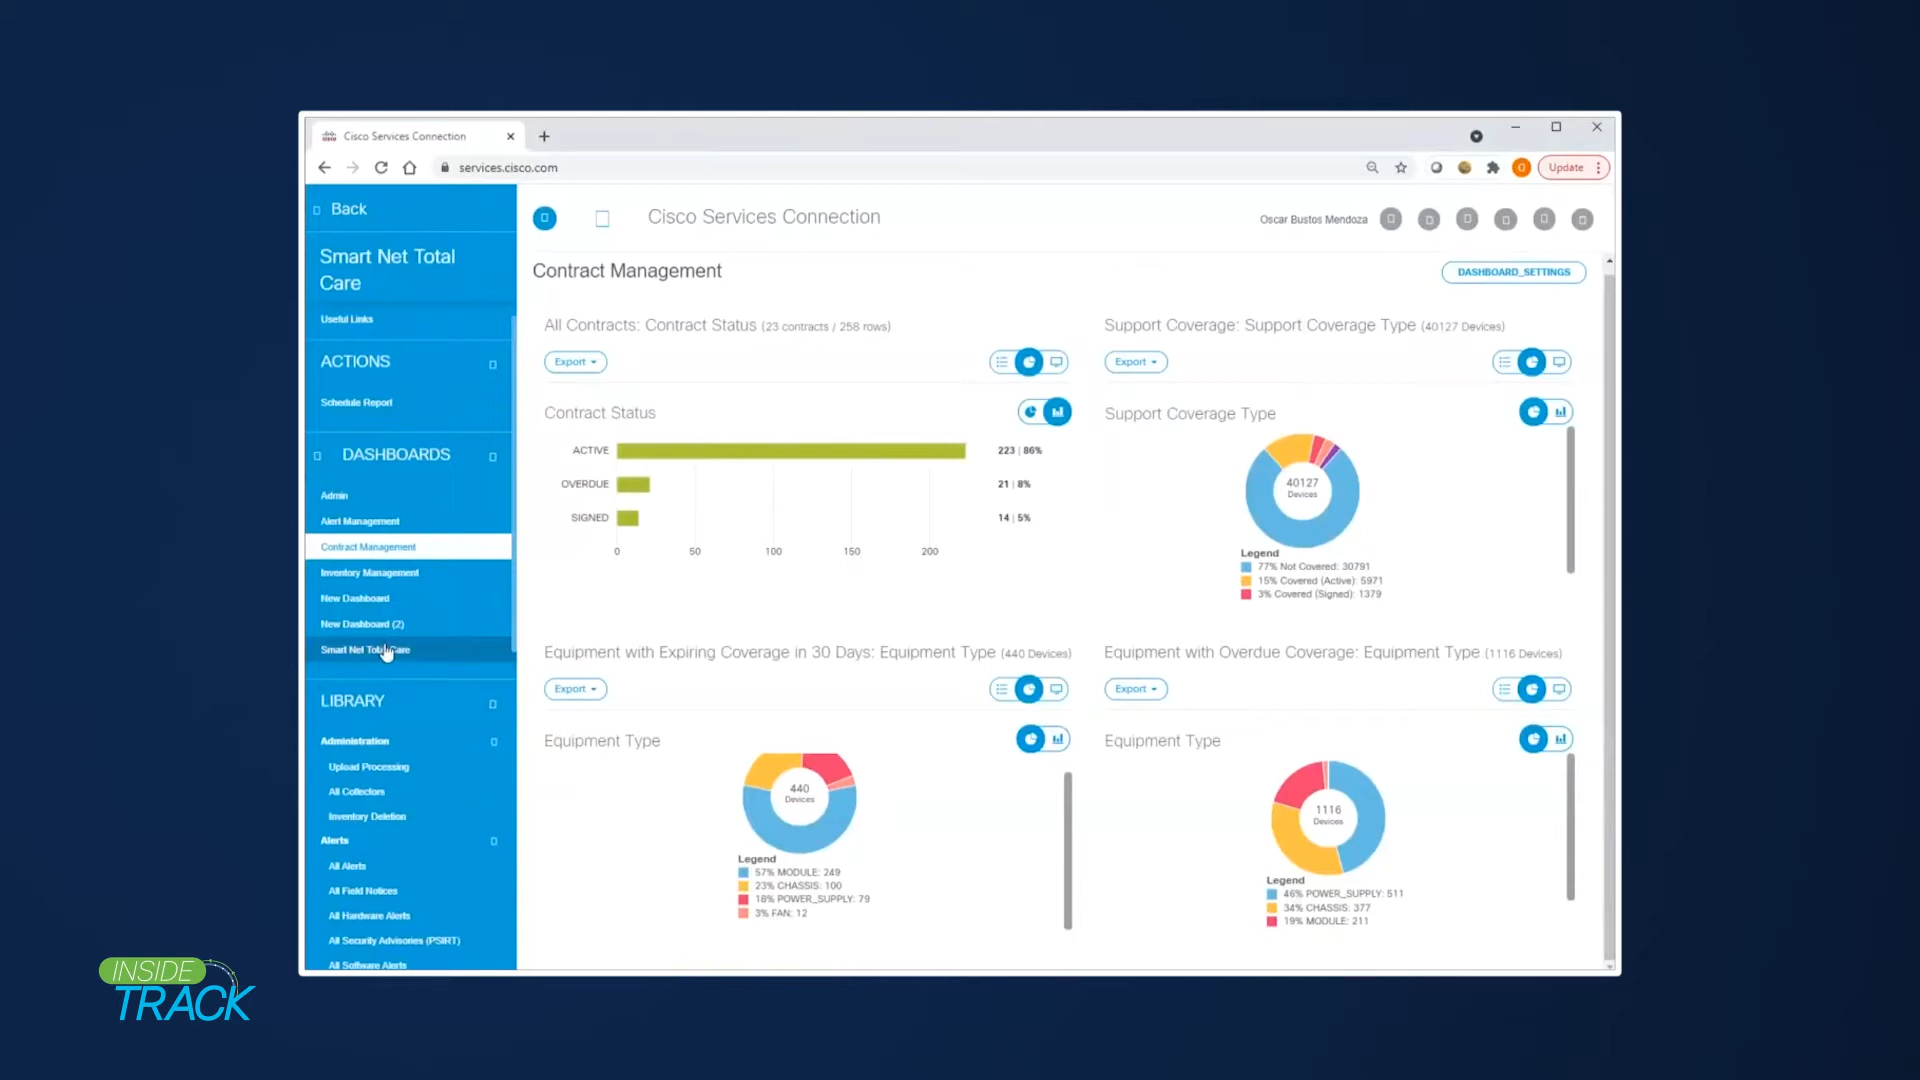 Cisco Services Connection
services.cisco.com
Update
Back
Smart Net Total
Care
Useful Links
ACTIONS
Schedule Report
DASHBOARDS
Admin
Alert Management
Contract Management
Inventory Management
New Dashboard
New Dashboard (2)
Smart Net Total Care
LIBRARY
Administration
Upload Processing
All Collectors
Inventory Deletion
Alerts
All Alerts
All Field Notices
All Hardware Alerts
All Security Advisories (PSIRT)
All Software Alerts
Cisco Services Connection
Oscar Bustos Mendoza
Contract Management
DASHBOARD_SETTINGS
All Contracts: Contract Status (23 contracts / 258 rows)
Export
Contract Status
ACTIVE 223 | 86%
OVERDUE 21 | 8%
SIGNED 14 | 5%
0 50 100 150 200
Support Coverage: Support Coverage Type (40127 Devices)
Export
Support Coverage Type
40127
Devices
Legend
77% Not Covered: 30791
15% Covered (Active): 5971
3% Covered (Signed): 1379
Equipment with Expiring Coverage in 30 Days: Equipment Type (440 Devices)
Export
Equipment Type
440
Devices
Legend
57% MODULE: 249
23% CHASSIS: 100
18% POWER_SUPPLY: 79
3% FAN: 12
Equipment with Overdue Coverage: Equipment Type (1116 Devices)
Export
Equipment Type
1116
Devices
Legend
46% POWER_SUPPLY: 511
34% CHASSIS: 377
19% MODULE: 211
INSIDE
TRACK